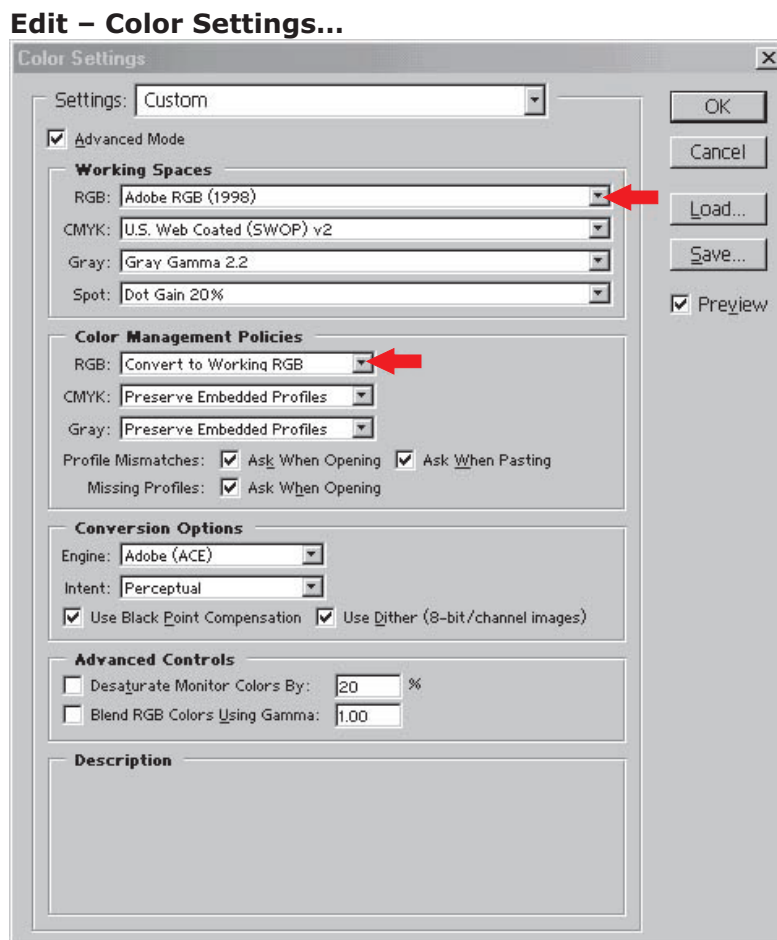 Edit – Color Settings...
Color Settings
Settings: Custom
OK
Advanced Mode
Cancel
Working Spaces
RGB: Adobe RGB (1998)
Load...
CMYK: U.S. Web Coated (SWOP) v2
Gray: Gray Gamma 2.2
Save...
Spot: Dot Gain 20%
Preview
Color Management Policies
RGB: Convert to Working RGB
CMYK: Preserve Embedded Profiles
Gray: Preserve Embedded Profiles
Profile Mismatches: Ask When Opening Ask When Pasting
Missing Profiles: Ask When Opening
Conversion Options
Engine: Adobe (ACE)
Intent: Perceptual
Use Black Point Compensation Use Dither (8-bit/channel images)
Advanced Controls
Desaturate Monitor Colors By: 20 %
Blend RGB Colors Using Gamma: 1.00
Description